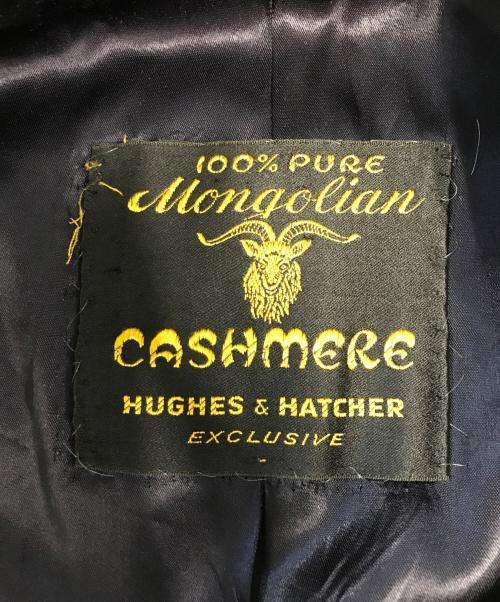 100% PURE
Mongolian
CASHMERE
HUGHES & HATCHER
EXCLUSIVE